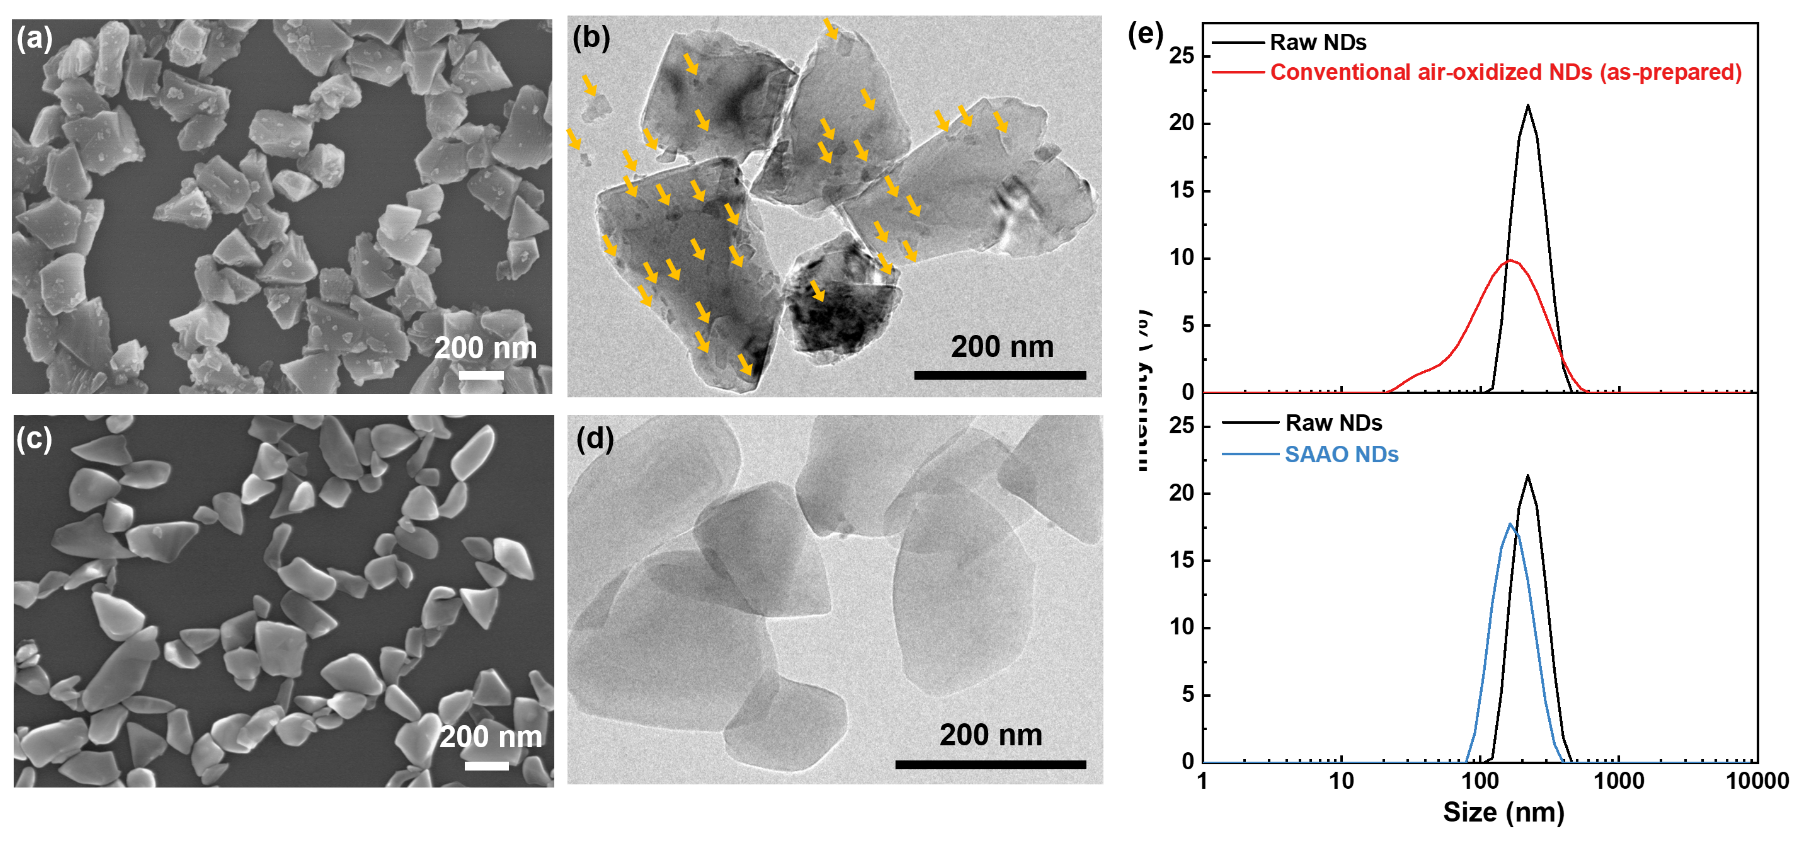 (a)
200 nm
(b)
200 nm
(c)
200 nm
(d)
200 nm
(e)
Raw NDs
Conventional air-oxidized NDs (as-prepared)
25
20
15
10
5
0
Raw NDs
SAAO NDs
25
20
15
10
5
0
1
10
100
1000
10000
Size (nm)